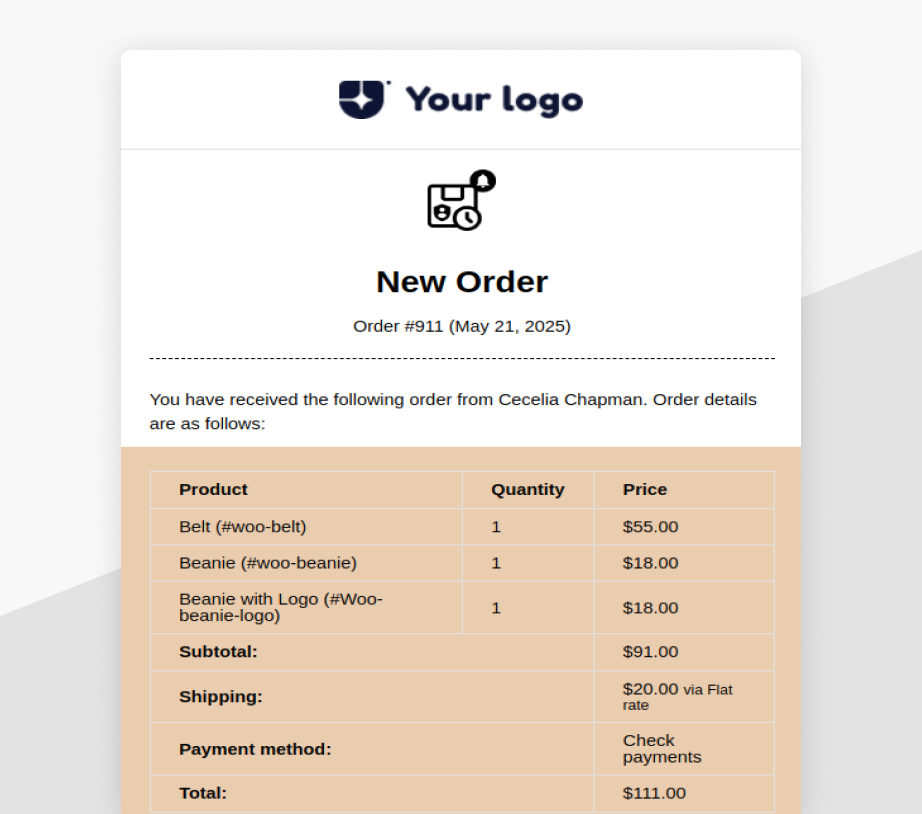 Your logo
New Order
Order #911 (May 21, 2025)
You have received the following order from Cecelia Chapman. Order details
are as follows:
Product Quantity Price
Belt (#woo-belt) 1 $55.00
Beanie (#woo-beanie) 1 $18.00
Beanie with Logo (#Woo-
beanie-logo) 1 $18.00
Subtotal: $91.00
Shipping: $20.00 via Flat
rate
Payment method: Check
payments
Total: $111.00